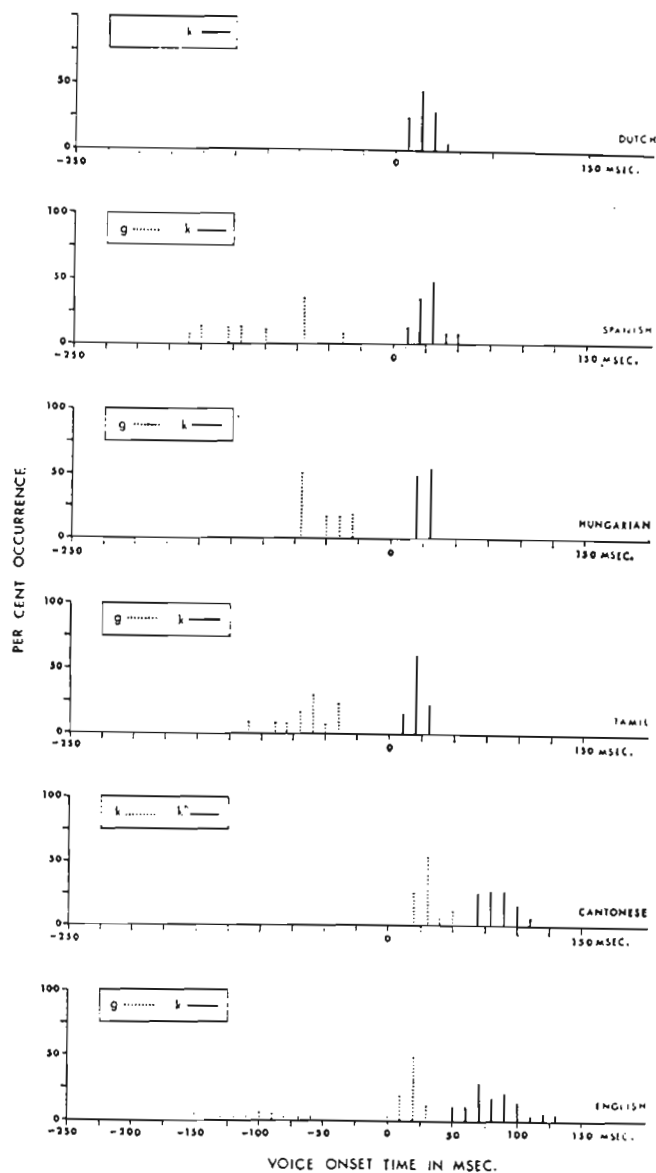 k
50
0
-250
0
150 MSEC.
DUTCH
100
g k
50
0
-250
0
150 MSEC.
SPANISH
100
g k
50
0
-250
0
150 MSEC.
HUNGARIAN
100
g k
50
0
-250
0
150 MSEC.
TAMIL
100
k
50
0
-250
0
150 MSEC.
CANTONESE
100
g k
50
0
-250 -200 -150 -100 -50 0 50 100 150 MSEC.
ENGLISH
PER CENT OCCURRENCE
VOICE ONSET TIME IN MSEC.